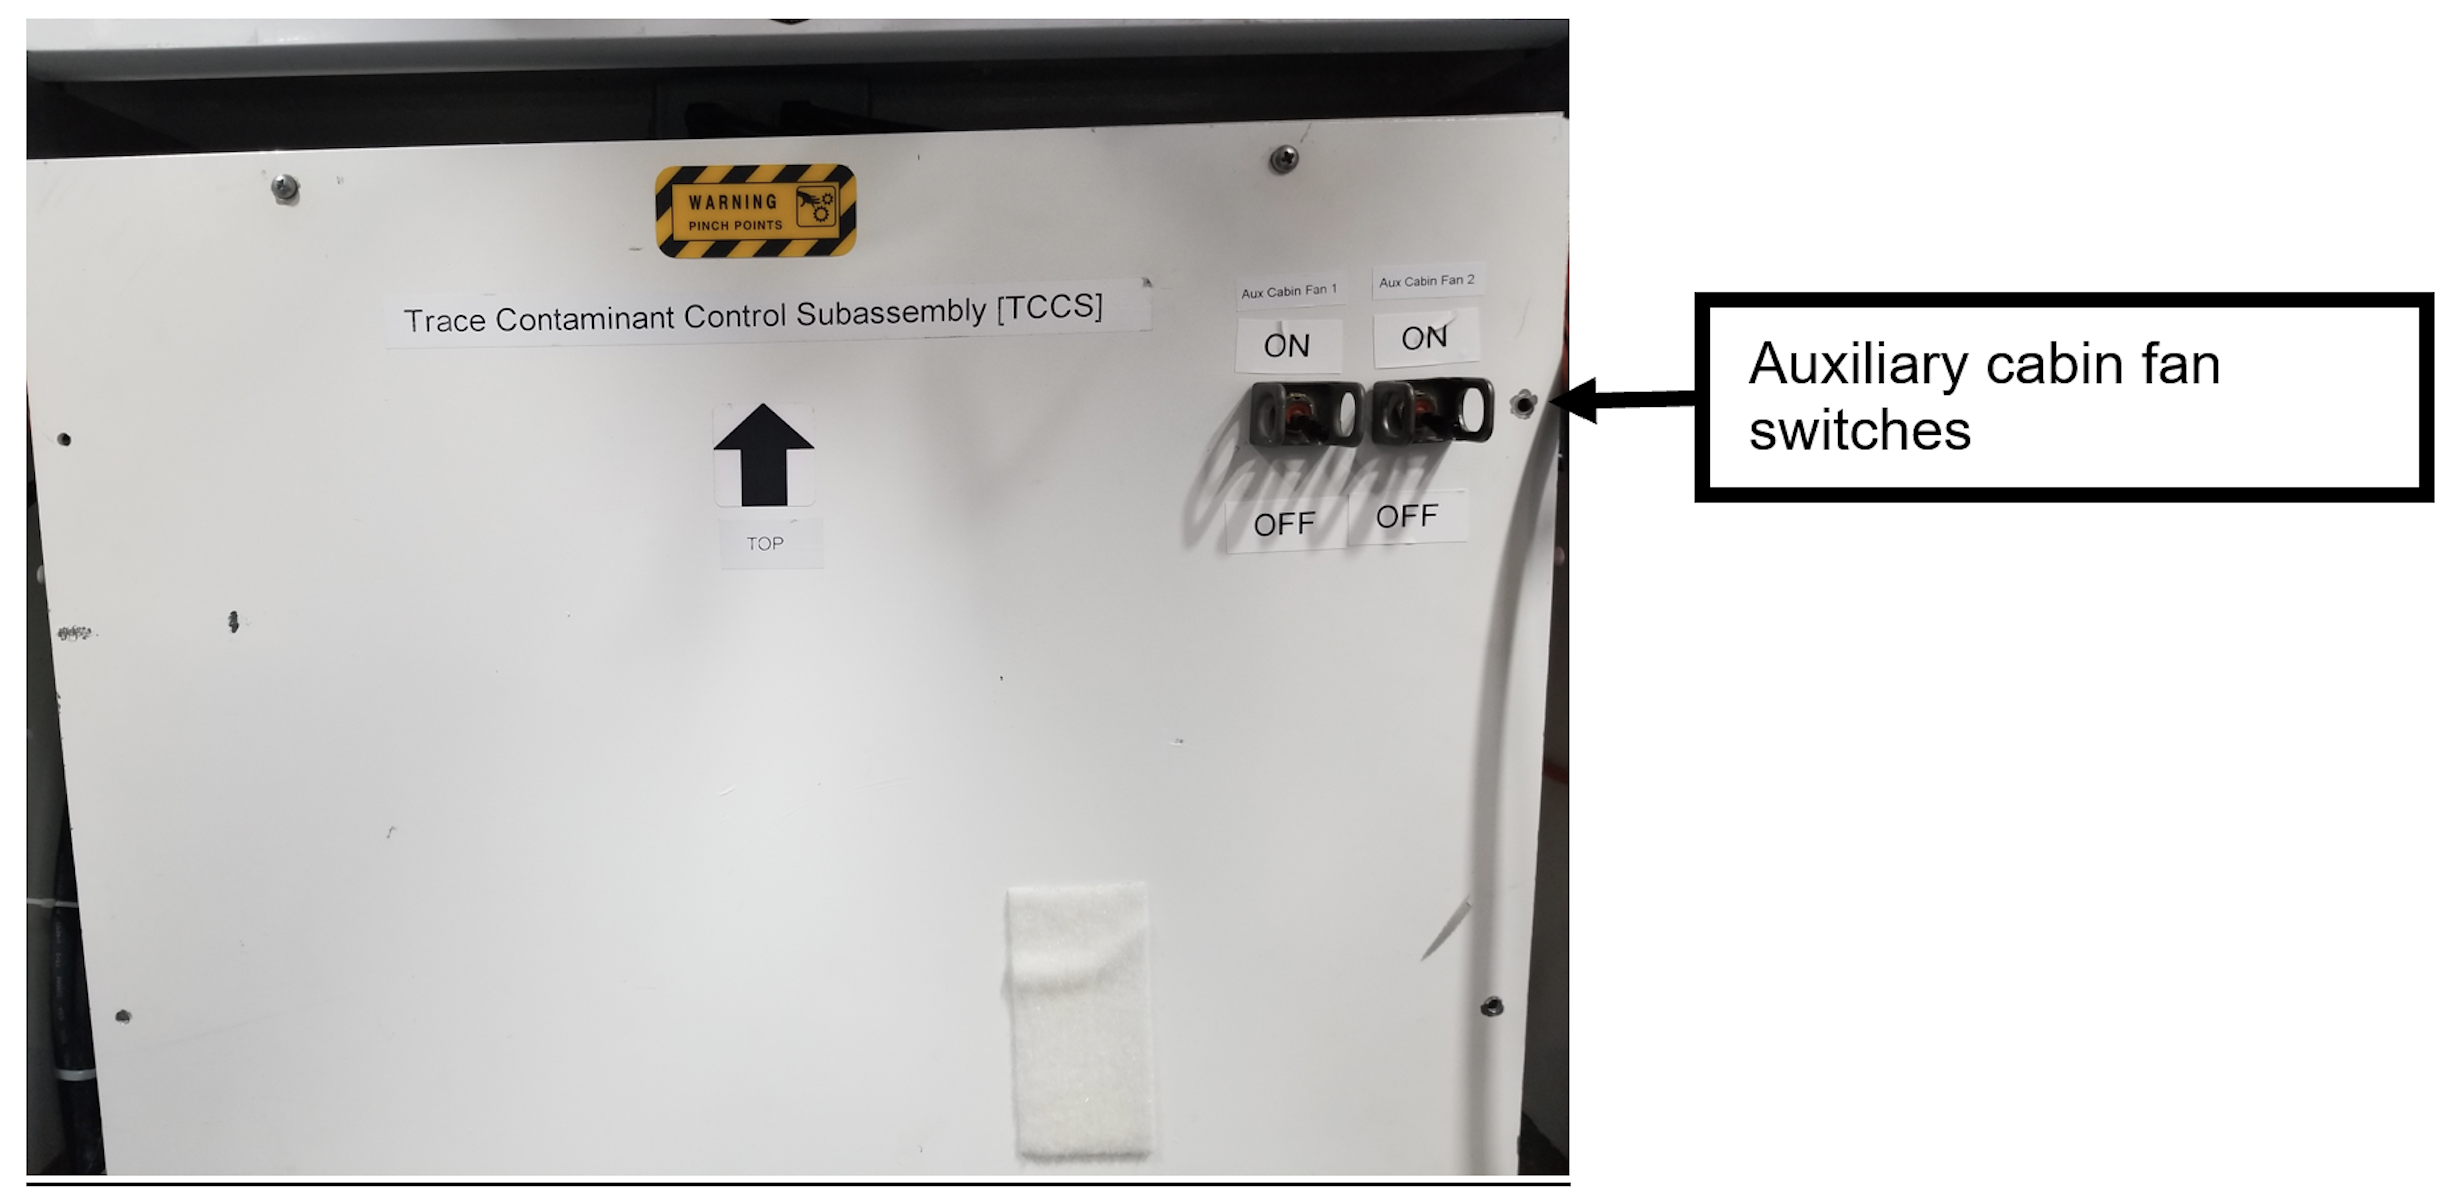 WARNING
PINCH POINTS
Trace Contaminant Control Subassembly [TCCS]
Aux Cabin Fan 1
Aux Cabin Fan 2
ON
ON
OFF
OFF
TOP
Auxiliary cabin fan
switches